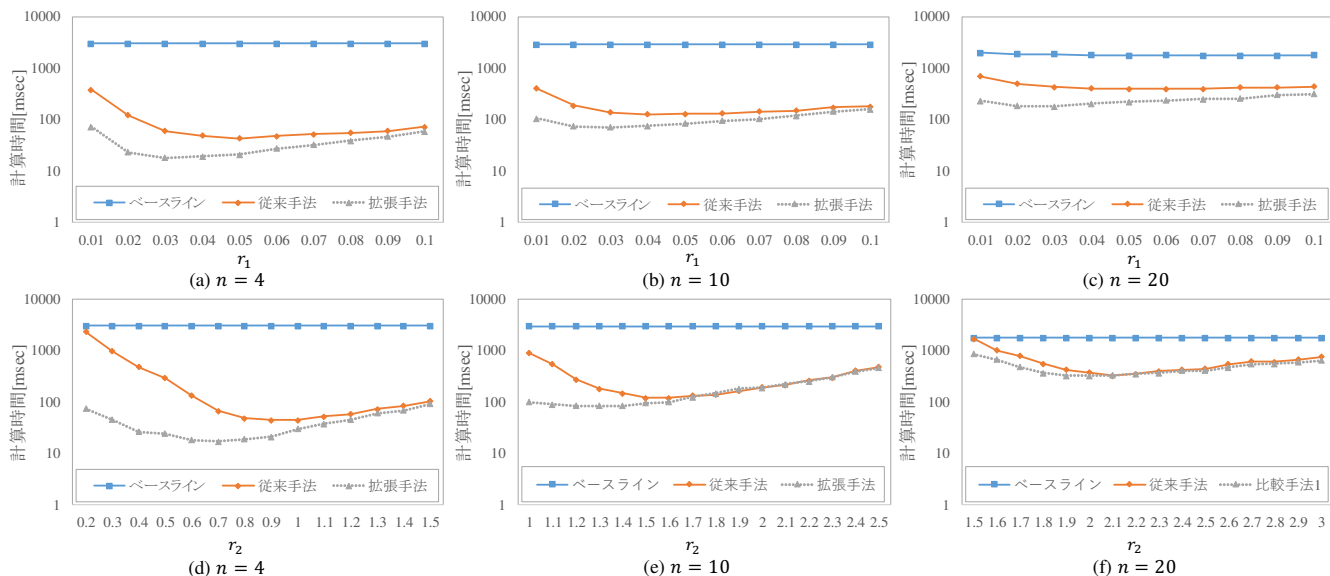 10000
1000
100
10
1
計算時間[msec]
ベースライン 従来手法 拡張手法
0.01 0.02 0.03 0.04 0.05 0.06 0.07 0.08 0.09 0.1
r₁
(a) n = 4
10000
1000
100
10
1
計算時間[msec]
ベースライン 従来手法 拡張手法
0.01 0.02 0.03 0.04 0.05 0.06 0.07 0.08 0.09 0.1
r₁
(b) n = 10
10000
1000
100
10
1
計算時間[msec]
ベースライン 従来手法 拡張手法
0.01 0.02 0.03 0.04 0.05 0.06 0.07 0.08 0.09 0.1
r₁
(c) n = 20
10000
1000
100
10
1
計算時間[msec]
ベースライン 従来手法 拡張手法
0.2 0.3 0.4 0.5 0.6 0.7 0.8 0.9 1 1.1 1.2 1.3 1.4 1.5
r₂
(d) n = 4
10000
1000
100
10
1
計算時間[msec]
ベースライン 従来手法 拡張手法
1 1.1 1.2 1.3 1.4 1.5 1.6 1.7 1.8 1.9 2 2.1 2.2 2.3 2.4 2.5
r₂
(e) n = 10
10000
1000
100
10
1
計算時間[msec]
ベースライン 従来手法 比較手法1
1.5 1.6 1.7 1.8 1.9 2 2.1 2.2 2.3 2.4 2.5 2.6 2.7 2.8 2.9 3
r₂
(f) n = 20